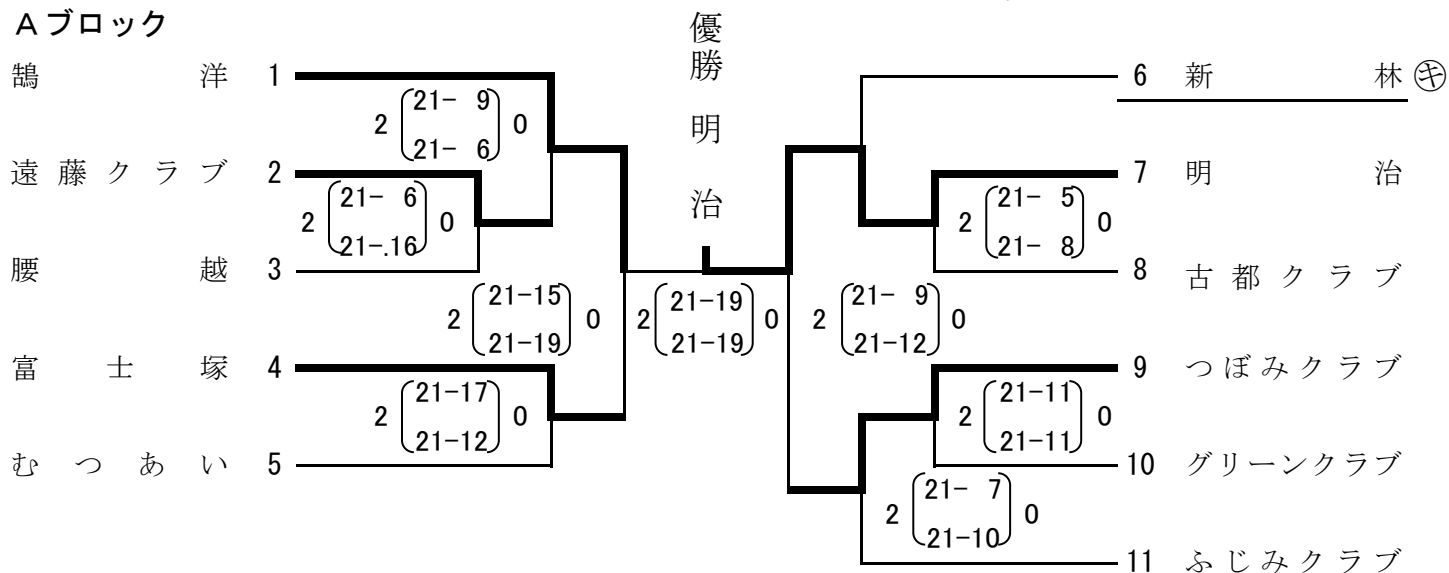 Aブロック
優勝 明治
鵠洋 1
2 (21- 9 21- 6) 0
遠藤クラブ 2
2 (21- 6 21-.16) 0
腰越 3
2 (21-15 21-19) 0
富士塚 4
2 (21-17 21-12) 0
むつあい 5
2 (21-19 21-19) 0
6 新林 ㋖
7 明治
2 (21- 5 21- 8) 0
8 古都クラブ
2 (21- 9 21-12) 0
9 つぼみクラブ
2 (21-11 21-11) 0
10 グリーンクラブ
2 (21- 7 21-10) 0
11 ふじみクラブ